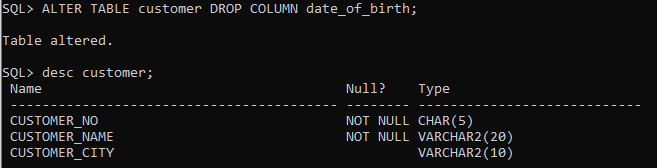 SQL> ALTER TABLE customer DROP COLUMN date_of_birth;
Table altered.
SQL> desc customer;
Name Null? Type
----------------------------------------- -------- ----------------------------
CUSTOMER_NO NOT NULL CHAR(5)
CUSTOMER_NAME NOT NULL VARCHAR2(20)
CUSTOMER_CITY VARCHAR2(10)